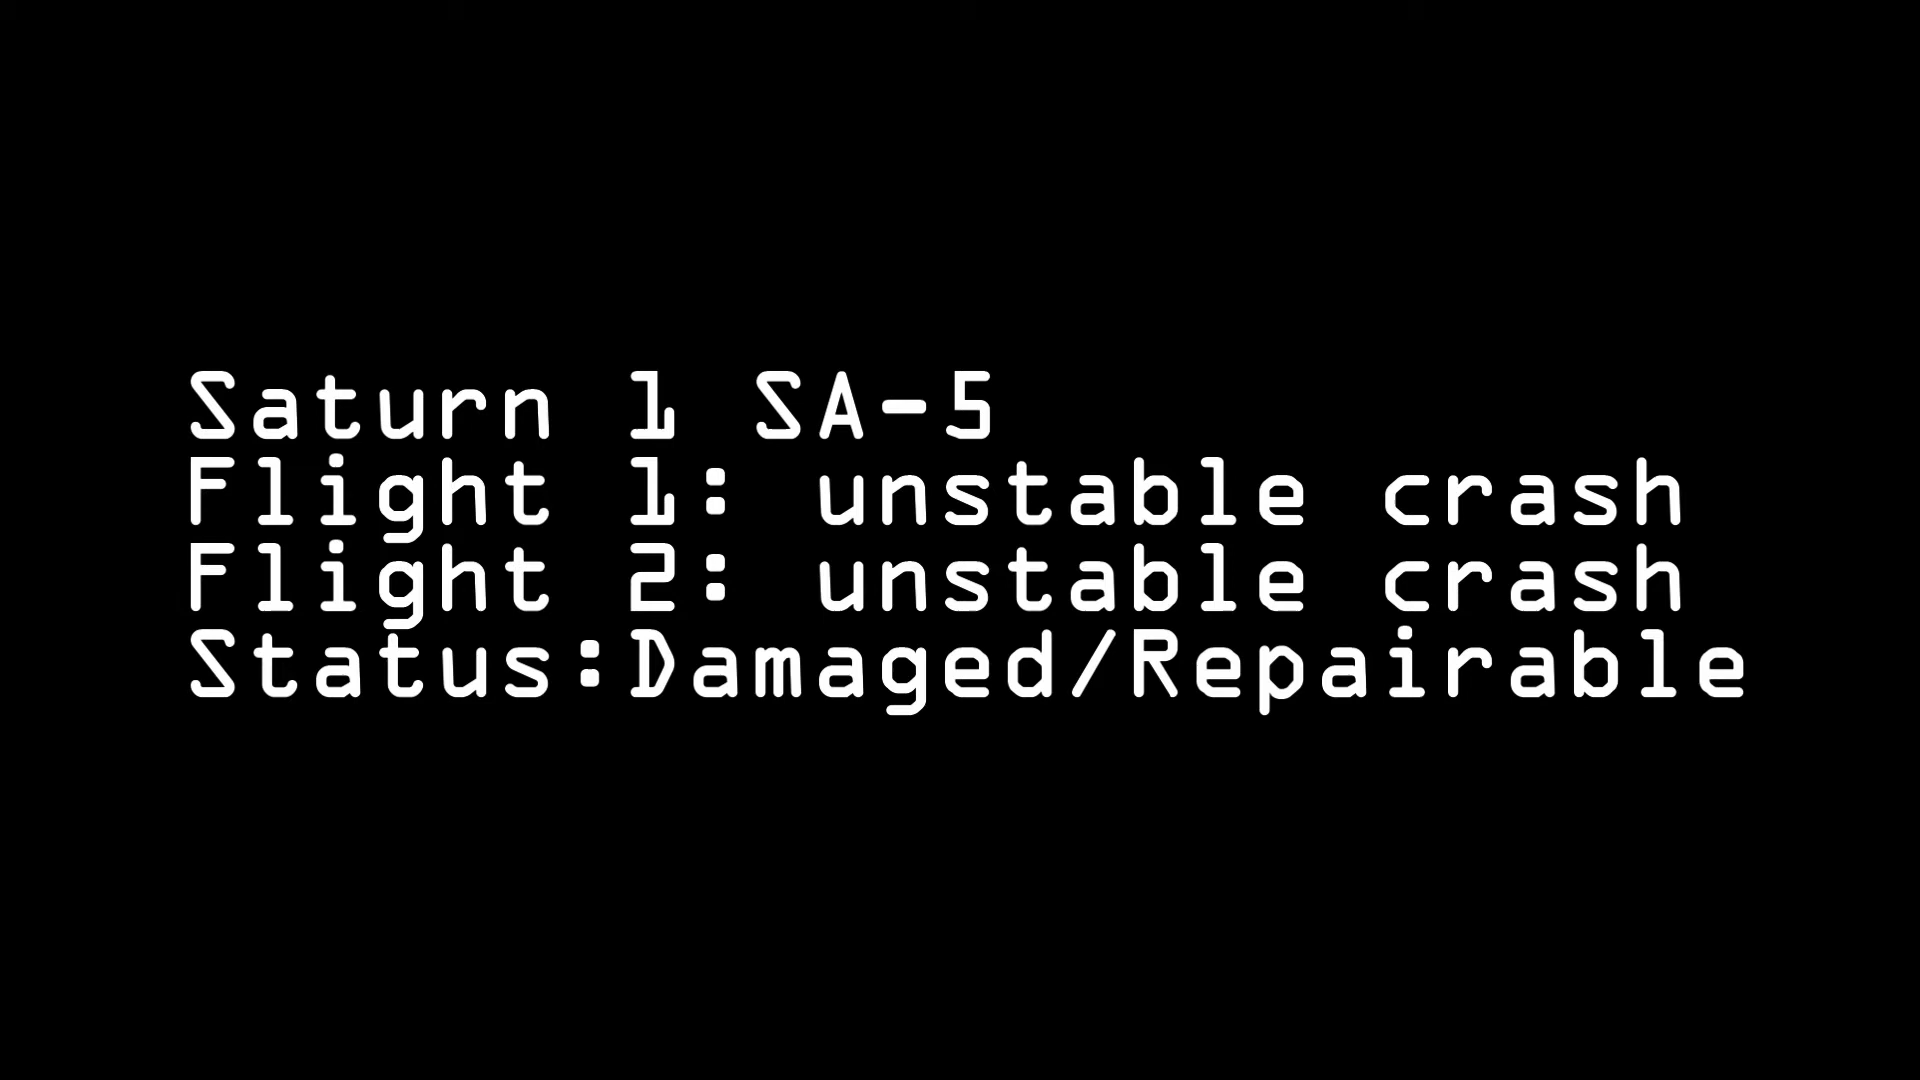 Saturn 1 SA-5
Flight 1: unstable crash
Flight 2: unstable crash
Status:Damaged/Repairable